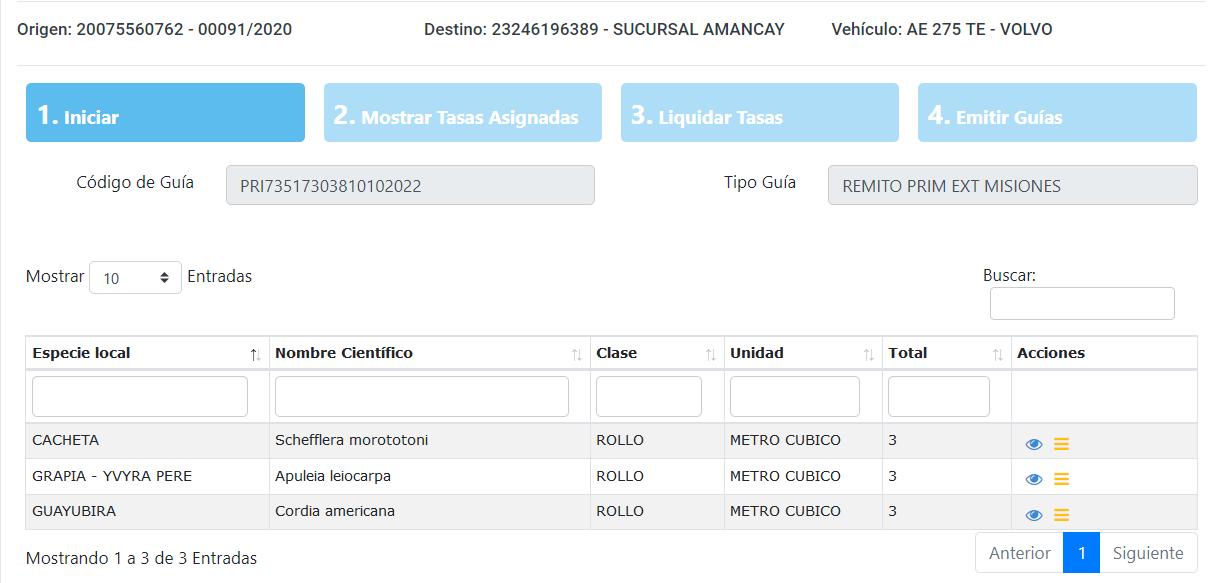 Origen: 20075560762 - 00091/2020 Destino: 23246196389 - SUCURSAL AMANCAY Vehículo: AE 275 TE - VOLVO
1. Iniciar 2. Mostrar Tasas Asignadas 3. Liquidar Tasas 4. Emitir Guías
Código de Guía PRI73517303810102022 Tipo Guía REMITO PRIM EXT MISIONES
Mostrar 10 Entradas Buscar:
Especie local Nombre Científico Clase Unidad Total Acciones
CACHETA Schefflera morototoni ROLLO METRO CUBICO 3
GRAPIA - YVYRA PERE Apuleia leiocarpa ROLLO METRO CUBICO 3
GUAYUBIRA Cordia americana ROLLO METRO CUBICO 3
Mostrando 1 a 3 de 3 Entradas Anterior 1 Siguiente